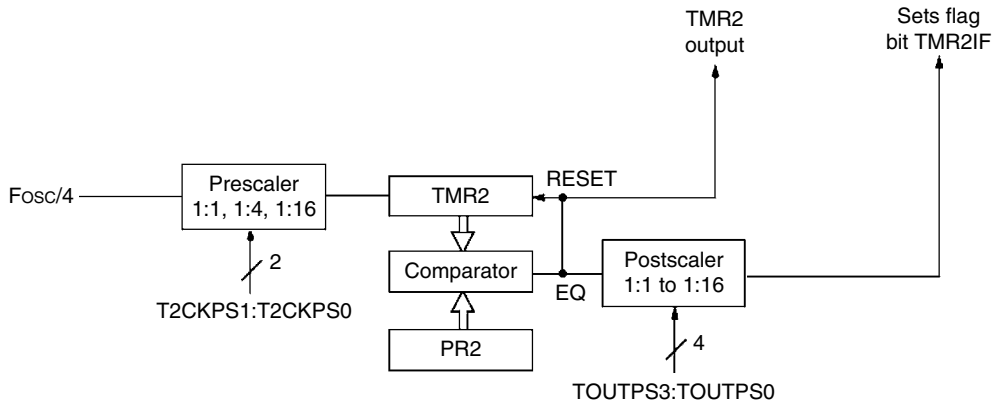 TMR2
output
Sets flag
bit TMR2IF
FOSC/4
Prescaler
1:1, 1:4, 1:16
TMR2
RESET
2
T2CKPS1:T2CKPS0
Comparator
EQ
Postscaler
1:1 to 1:16
PR2
4
TOUTPS3:TOUTPS0